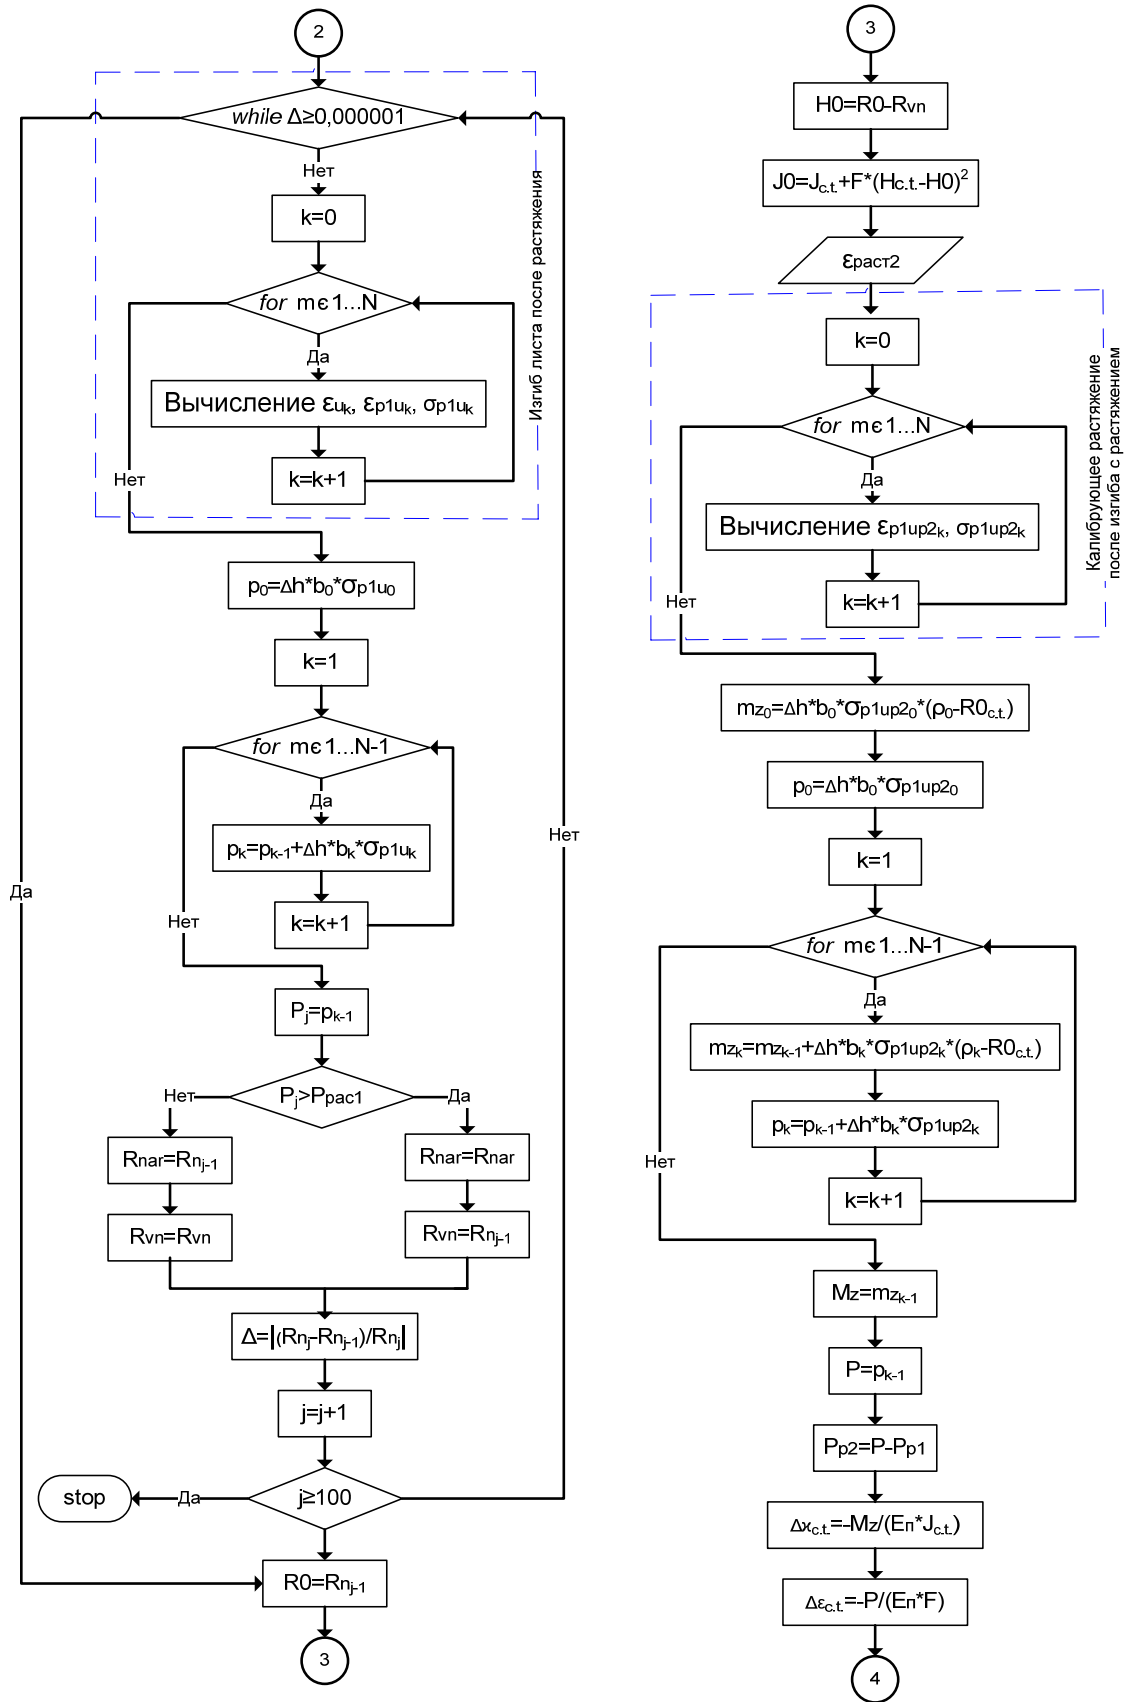 2
while Δ≥0,000001
Нет
k=0
for mє1...N
Да
Вычисление εuₖ, εp1uₖ, σp1uₖ
k=k+1
Нет
Изгиб листа после растяжения
p₀=Δh*b₀*σp1u₀
k=1
for mє1...N-1
Да
pₖ=pₖ₋₁+Δh*bₖ*σp1uₖ
Нет
k=k+1
Нет
Да
Pⱼ=pₖ₋₁
Pⱼ>Pрас1
Нет
Да
Rnar=Rnⱼ₋₁
Rnar=Rnar
Rvn=Rvn
Rvn=Rnⱼ₋₁
Δ=|(Rnⱼ-Rnⱼ₋₁)/Rnⱼ|
j=j+1
j≥100
Да
stop
R0=Rnⱼ₋₁
3
3
H0=R0-Rvn
J0=Jc.t.+F*(Hc.t.-H0)²
εраст2
k=0
for mє1...N
Да
Вычисление εp1up2ₖ, σp1up2ₖ
k=k+1
Нет
Калибрующее растяжение
после изгиба с растяжением
mz₀=Δh*b₀*σp1up2₀*(ρ₀-R0c.t.)
p₀=Δh*b₀*σp1up2₀
k=1
for mє1...N-1
Да
mzₖ=mzₖ₋₁+Δh*bₖ*σp1up2ₖ*(ρₖ-R0c.t.)
pₖ=pₖ₋₁+Δh*bₖ*σp1up2ₖ
Нет
k=k+1
Mz=mzₖ₋₁
P=pₖ₋₁
Pp2=P-Pp1
Δϰc.t.=-Mz/(Eп*Jc.t.)
Δεc.t.=-P/(Eп*F)
4